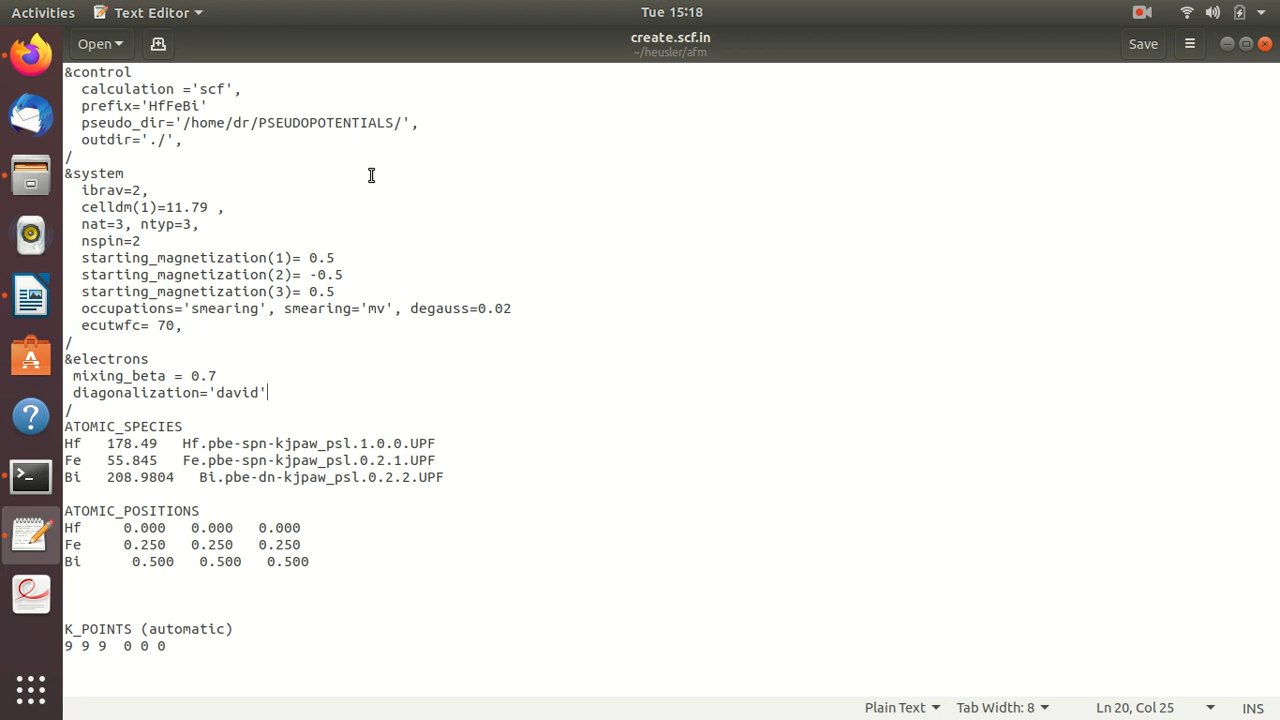 Activities Text Editor Tue 15:18
Open create.scf.in Save
~/heusler/afm
&control
calculation ='scf',
prefix='HfFeBi'
pseudo_dir='/home/dr/PSEUDOPOTENTIALS/',
outdir='./',
/
&system
ibrav=2,
celldm(1)=11.79 ,
nat=3, ntyp=3,
nspin=2
starting_magnetization(1)= 0.5
starting_magnetization(2)= -0.5
starting_magnetization(3)= 0.5
occupations='smearing', smearing='mv', degauss=0.02
ecutwfc= 70,
/
&electrons
mixing_beta = 0.7
diagonalization='david'
/
ATOMIC_SPECIES
Hf 178.49 Hf.pbe-spn-kjpaw_psl.1.0.0.UPF
Fe 55.845 Fe.pbe-spn-kjpaw_psl.0.2.1.UPF
Bi 208.9804 Bi.pbe-dn-kjpaw_psl.0.2.2.UPF
ATOMIC_POSITIONS
Hf 0.000 0.000 0.000
Fe 0.250 0.250 0.250
Bi 0.500 0.500 0.500
K_POINTS (automatic)
9 9 9 0 0 0
Plain Text Tab Width: 8 Ln 20, Col 25 INS